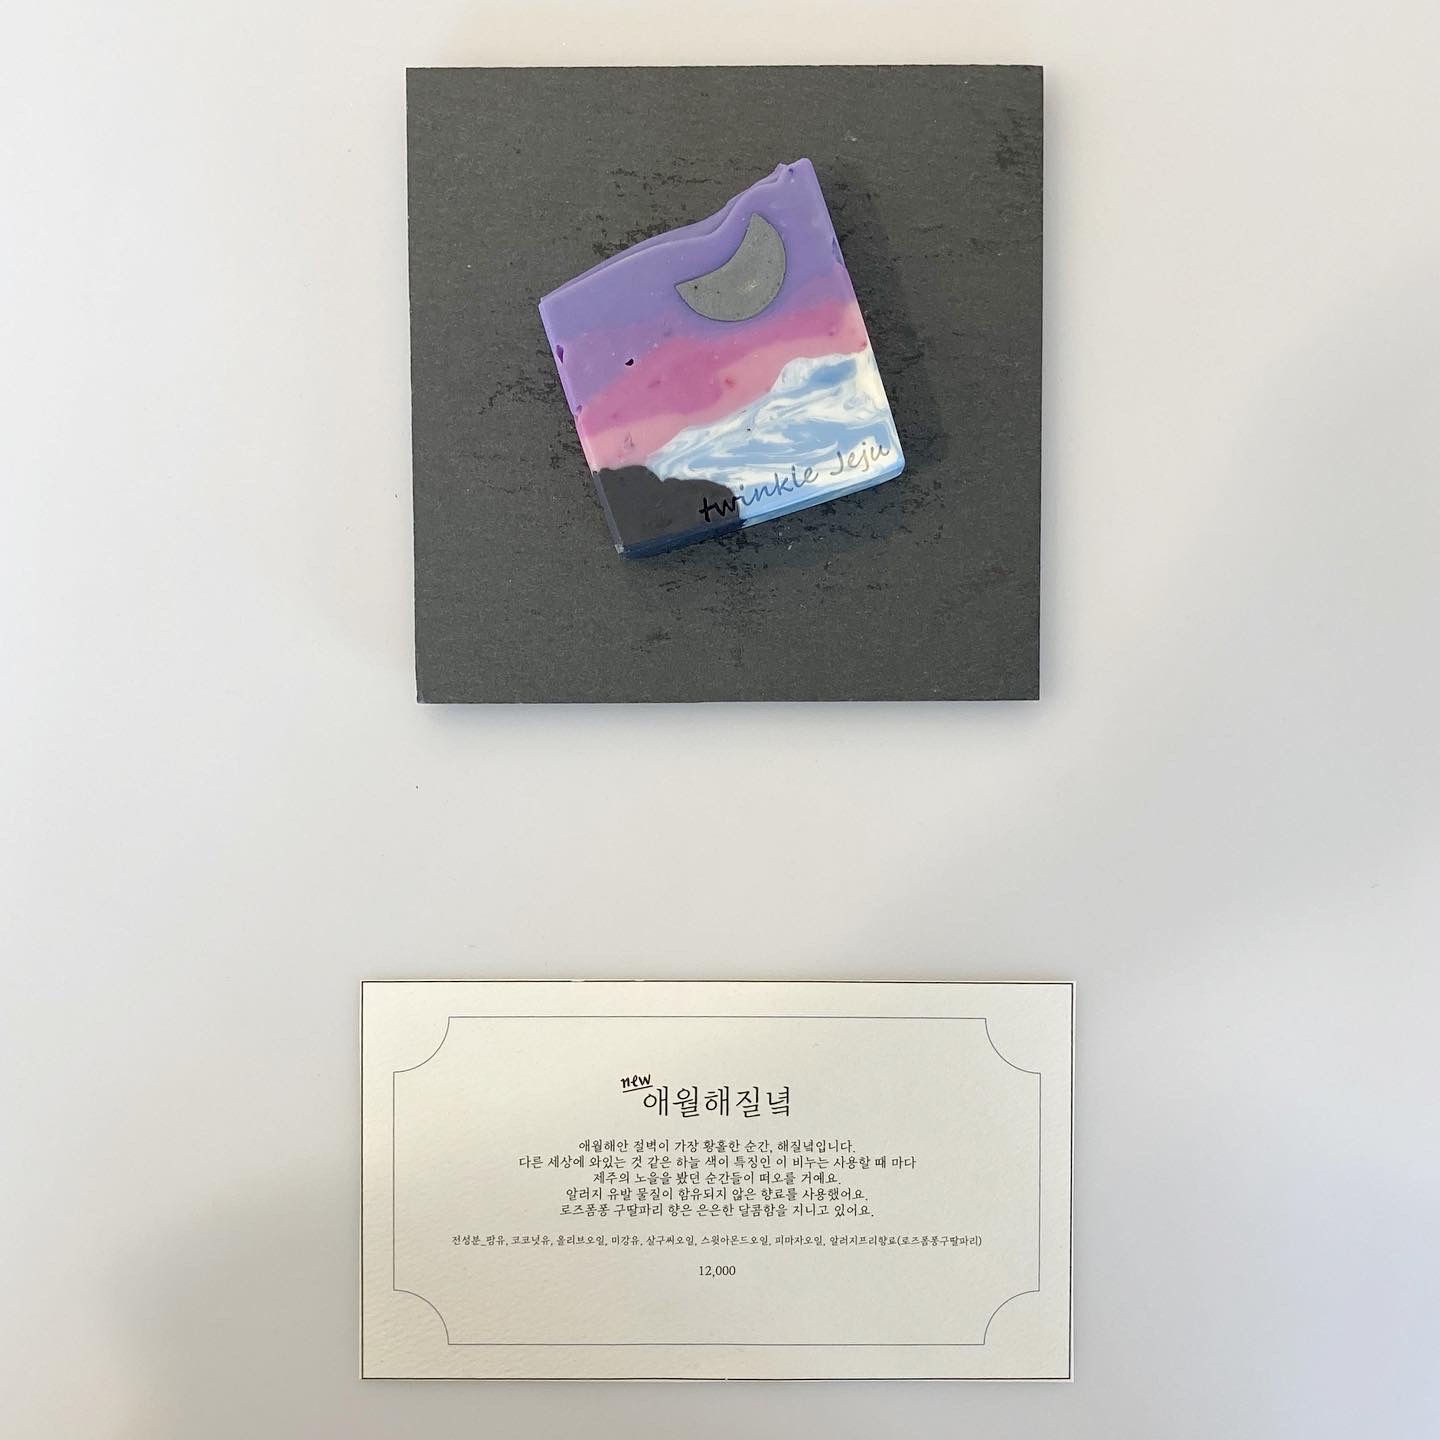 twinkle Jeju
new
애월해질녘
애월해안 절벽이 가장 황홀한 순간, 해질녘입니다.
다른 세상에 와있는 것 같은 하늘 색이 특징인 이 비누는 사용할 때 마다
제주의 노을을 봤던 순간들이 떠오를 거예요.
알러지 유발 물질이 함유되지 않은 향료를 사용했어요.
로즈폼퐁 구딸파리 향은 은은한 달콤함을 지니고 있어요.
전성분_팜유, 코코넛유, 올리브오일, 미강유, 살구씨오일, 스윗아몬드오일, 피마자오일, 알러지프리향료(로즈폼퐁구딸파리)
12,000